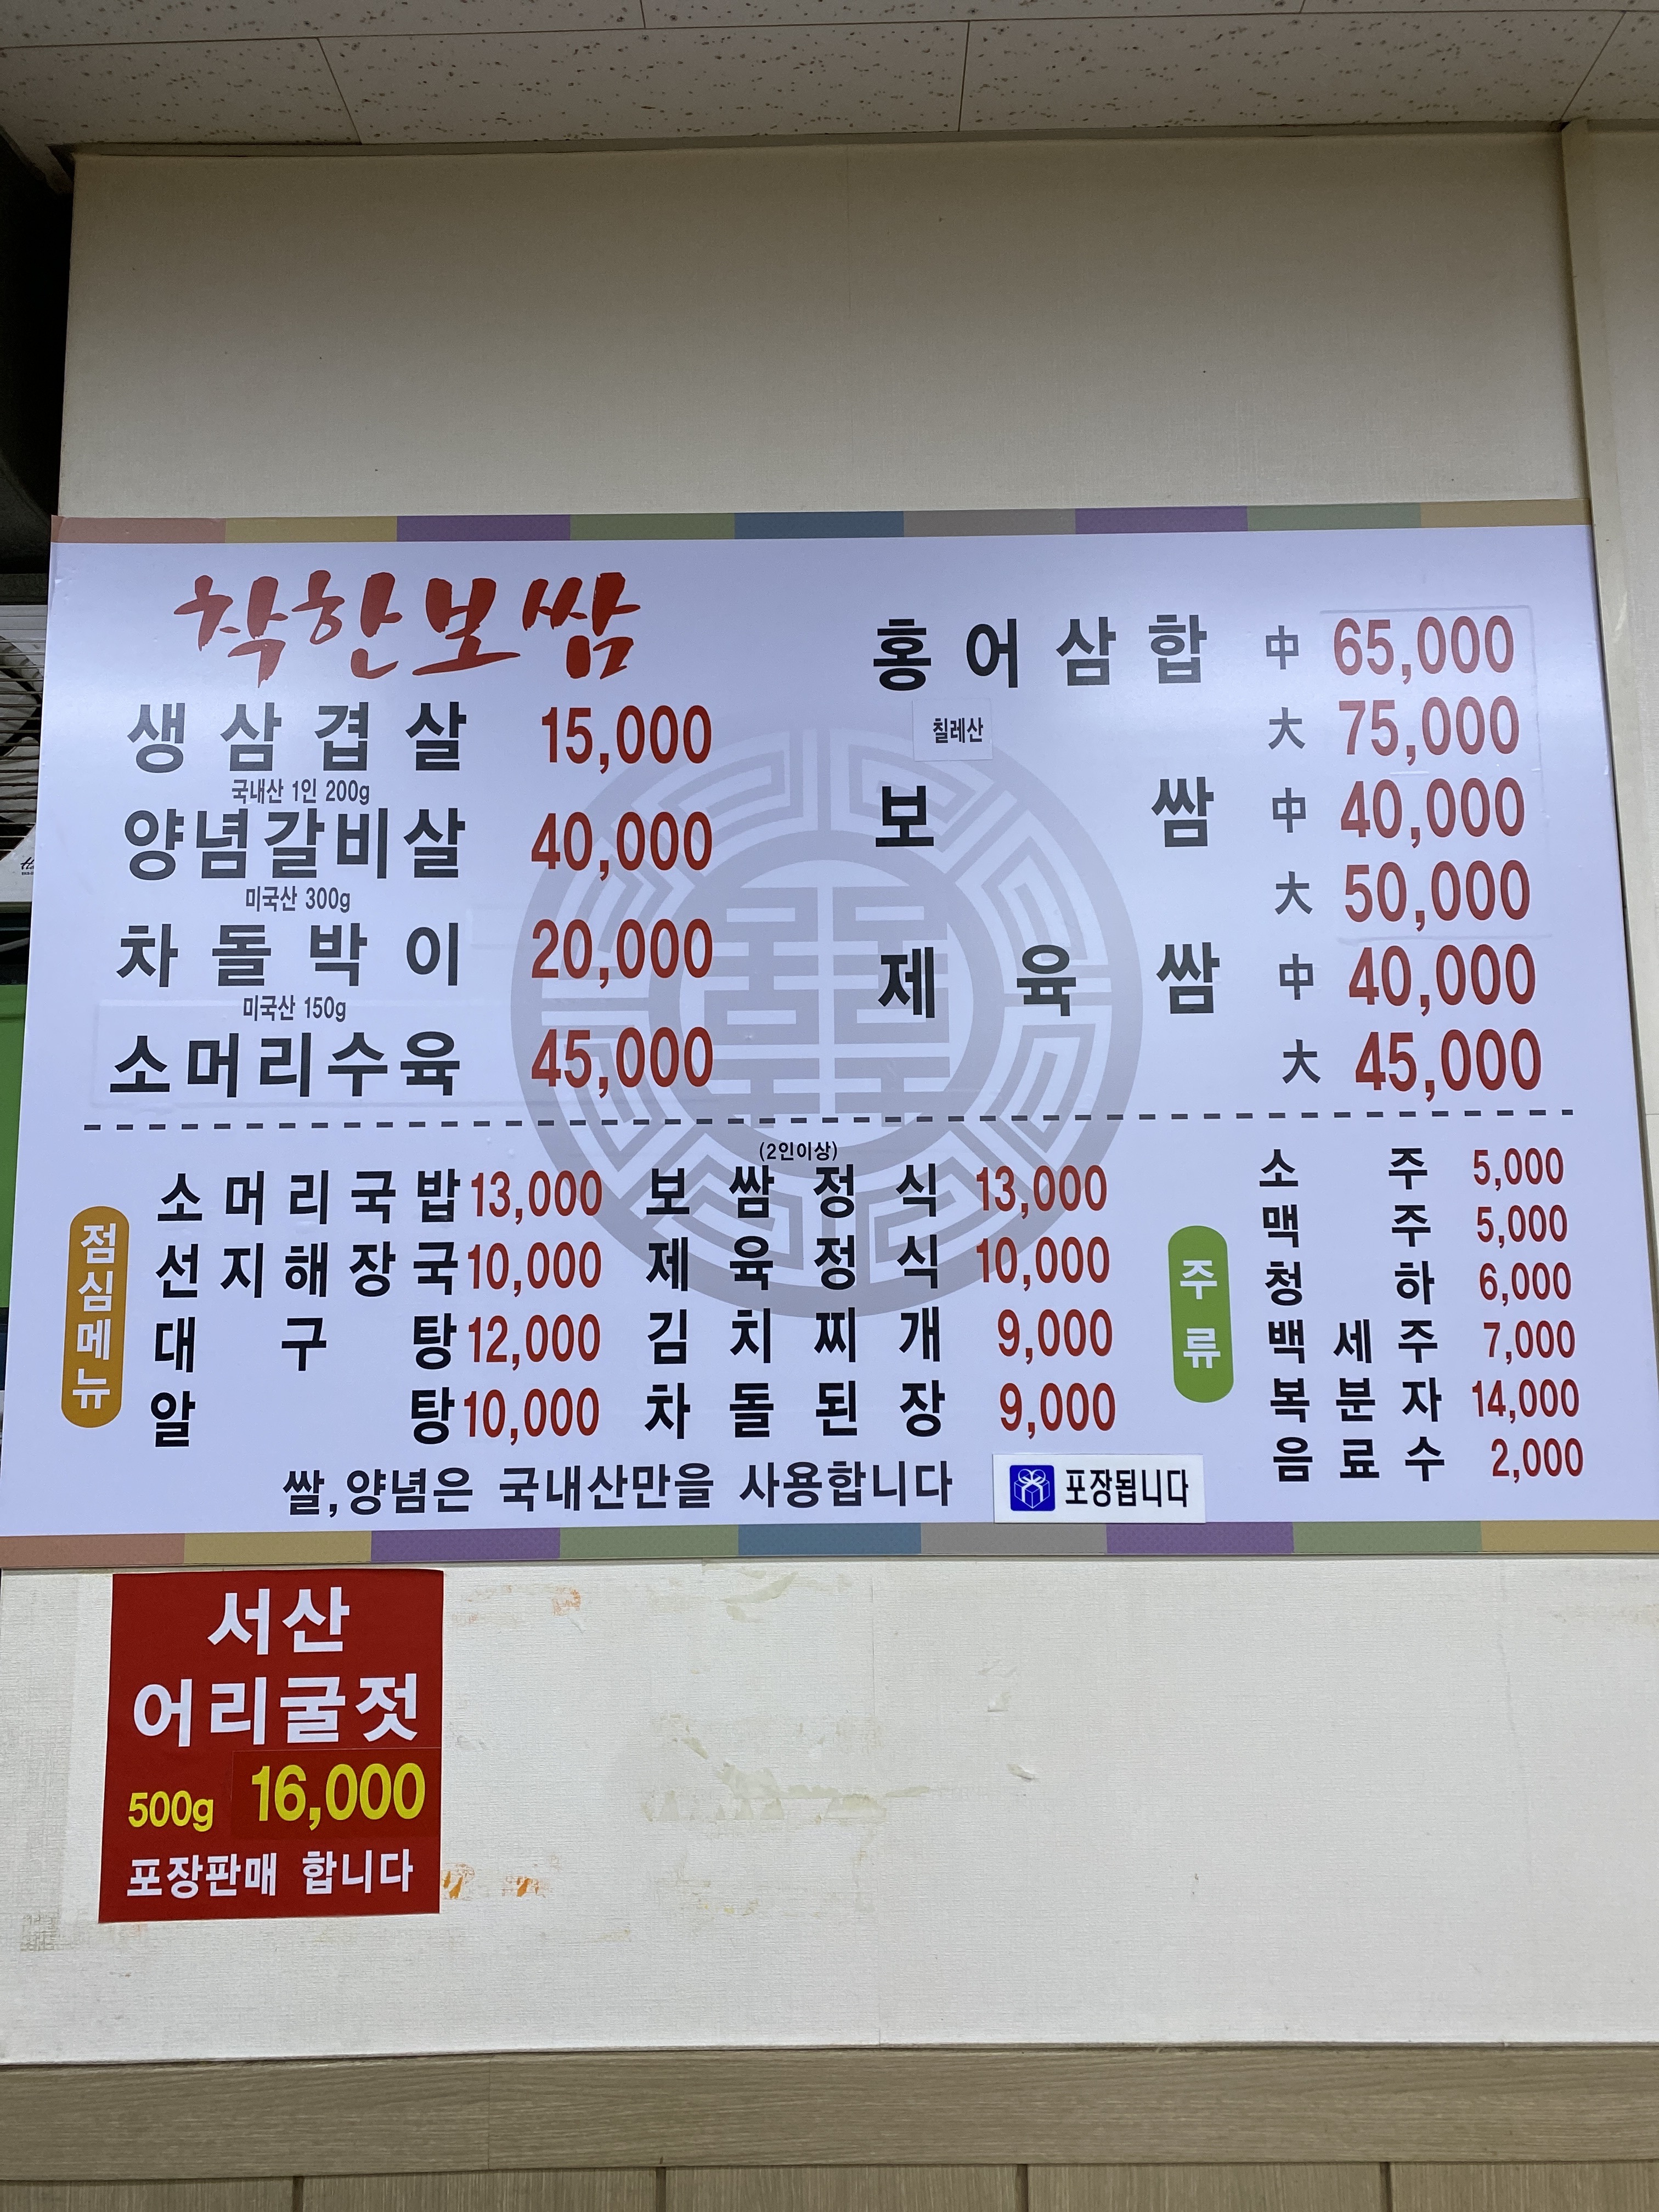 착한보쌈
생삼겹살 15,000
국내산 1인 200g
양념갈비살 40,000
미국산 300g
차돌박이 20,000
미국산 150g
소머리수육 45,000
홍어삼합 中 65,000
칠레산 大 75,000
보쌈 中 40,000
大 50,000
제육쌈 中 40,000
大 45,000
점심메뉴
소머리국밥 13,000
선지해장국 10,000
대구탕 12,000
알탕 10,000
(2인이상)
보쌈정식 13,000
제육정식 10,000
김치찌개 9,000
차돌된장 9,000
주류
소주 5,000
맥주 5,000
청하 6,000
백세주 7,000
복분자 14,000
음료수 2,000
쌀,양념은 국내산만을 사용합니다
포장됩니다
서산
어리굴젓
500g 16,000
포장판매 합니다